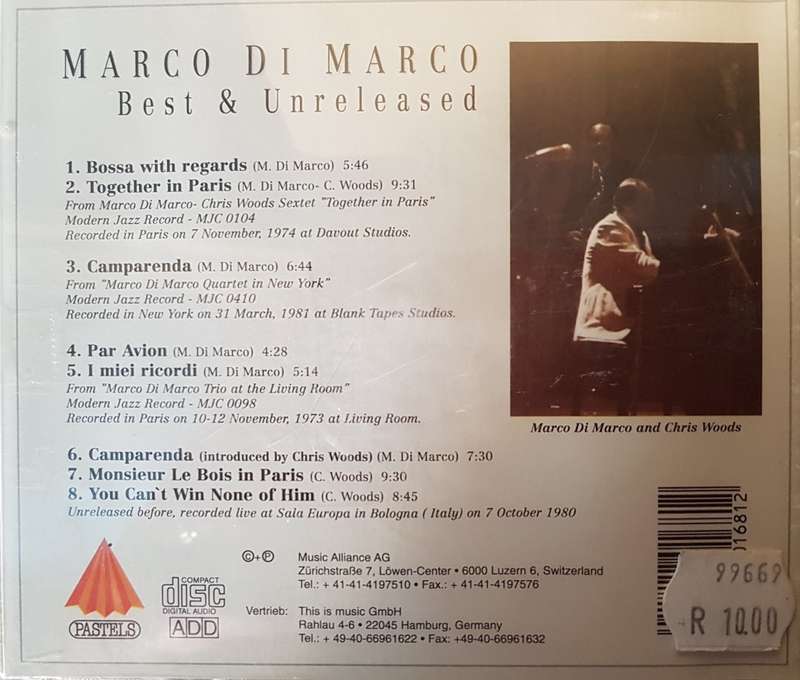 MARCO DI MARCO
Best & Unreleased
1. Bossa with regards (M. Di Marco) 5:46
2. Together in Paris (M. Di Marco- C. Woods) 9:31
From Marco Di Marco- Chris Woods Sextet "Together in Paris"
Modern Jazz Record - MJC 0104
Recorded in Paris on 7 November, 1974 at Davout Studios.
3. Camparenda (M. Di Marco) 6:44
From "Marco Di Marco Quartet in New York"
Modern Jazz Record - MJC 0410
Recorded in New York on 31 March, 1981 at Blank Tapes Studios.
4. Par Avion (M. Di Marco) 4:28
5. I miei ricordi (M. Di Marco) 5:14
From "Marco Di Marco Trio at the Living Room"
Modern Jazz Record - MJC 0098
Recorded in Paris on 10-12 November, 1973 at Living Room.
6. Camparenda (introduced by Chris Woods) (M. Di Marco) 7:30
7. Monsieur Le Bois in Paris (C. Woods) 9:30
8. You Can`t Win None of Him (C. Woods) 8:45
Unreleased before, recorded live at Sala Europa in Bologna ( Italy) on 7 October 1980
Marco Di Marco and Chris Woods
PASTELS
COMPACT
disc
DIGITAL AUDIO
ADD
©+℗ Music Alliance AG
Zürichstraße 7, Löwen-Center • 6000 Luzern 6, Switzerland
Tel.: + 41-41-4197510 • Fax.: + 41-41-4197576
Vertrieb: This is music GmbH
Rahlau 4-6 • 22045 Hamburg, Germany
Tel.: + 49-40-66961622 • Fax: +49-40-66961632
016812
99669
R 10.00